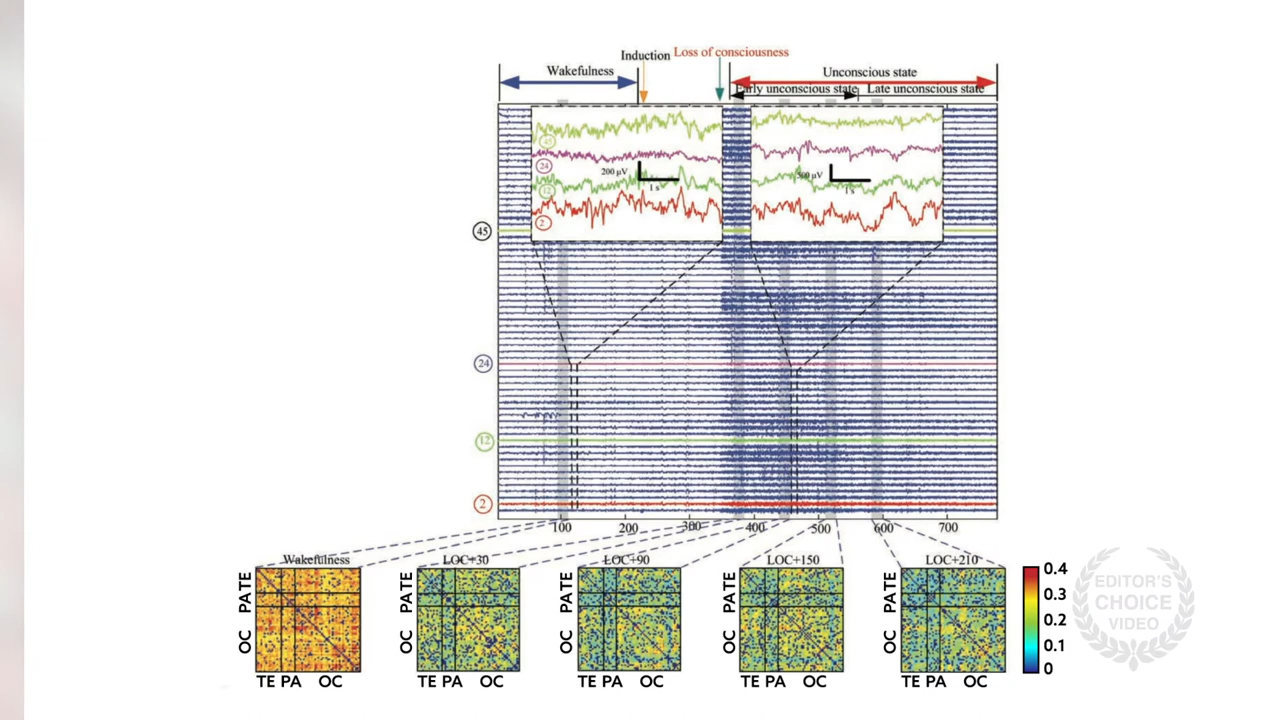 Induction Loss of consciousness
Wakefulness
Unconscious state
Early unconscious state Late unconscious state
45
24
12
2
200 μV
1 s
500 μV
1 s
45
24
12
2
100 200 300 400 500 600 700
Wakefulness LOC+30 LOC+90 LOC+150 LOC+210
PA TE
OC
TE PA OC
PA TE
OC
TE PA OC
PA TE
OC
TE PA OC
PA TE
OC
TE PA OC
PA TE
OC
TE PA OC
0.4
0.3
0.2
0.1
0
EDITOR'S
CHOICE
VIDEO